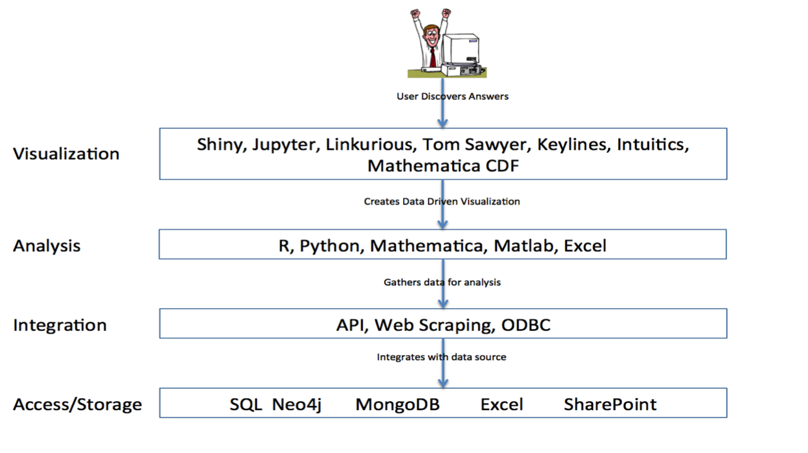 User Discovers Answers
Visualization
Shiny, Jupyter, Linkurious, Tom Sawyer, Keylines, Intuitics,
Mathematica CDF
Creates Data Driven Visualization
Analysis
R, Python, Mathematica, Matlab, Excel
Gathers data for analysis
Integration
API, Web Scraping, ODBC
Integrates with data source
Access/Storage
SQL Neo4j MongoDB Excel SharePoint